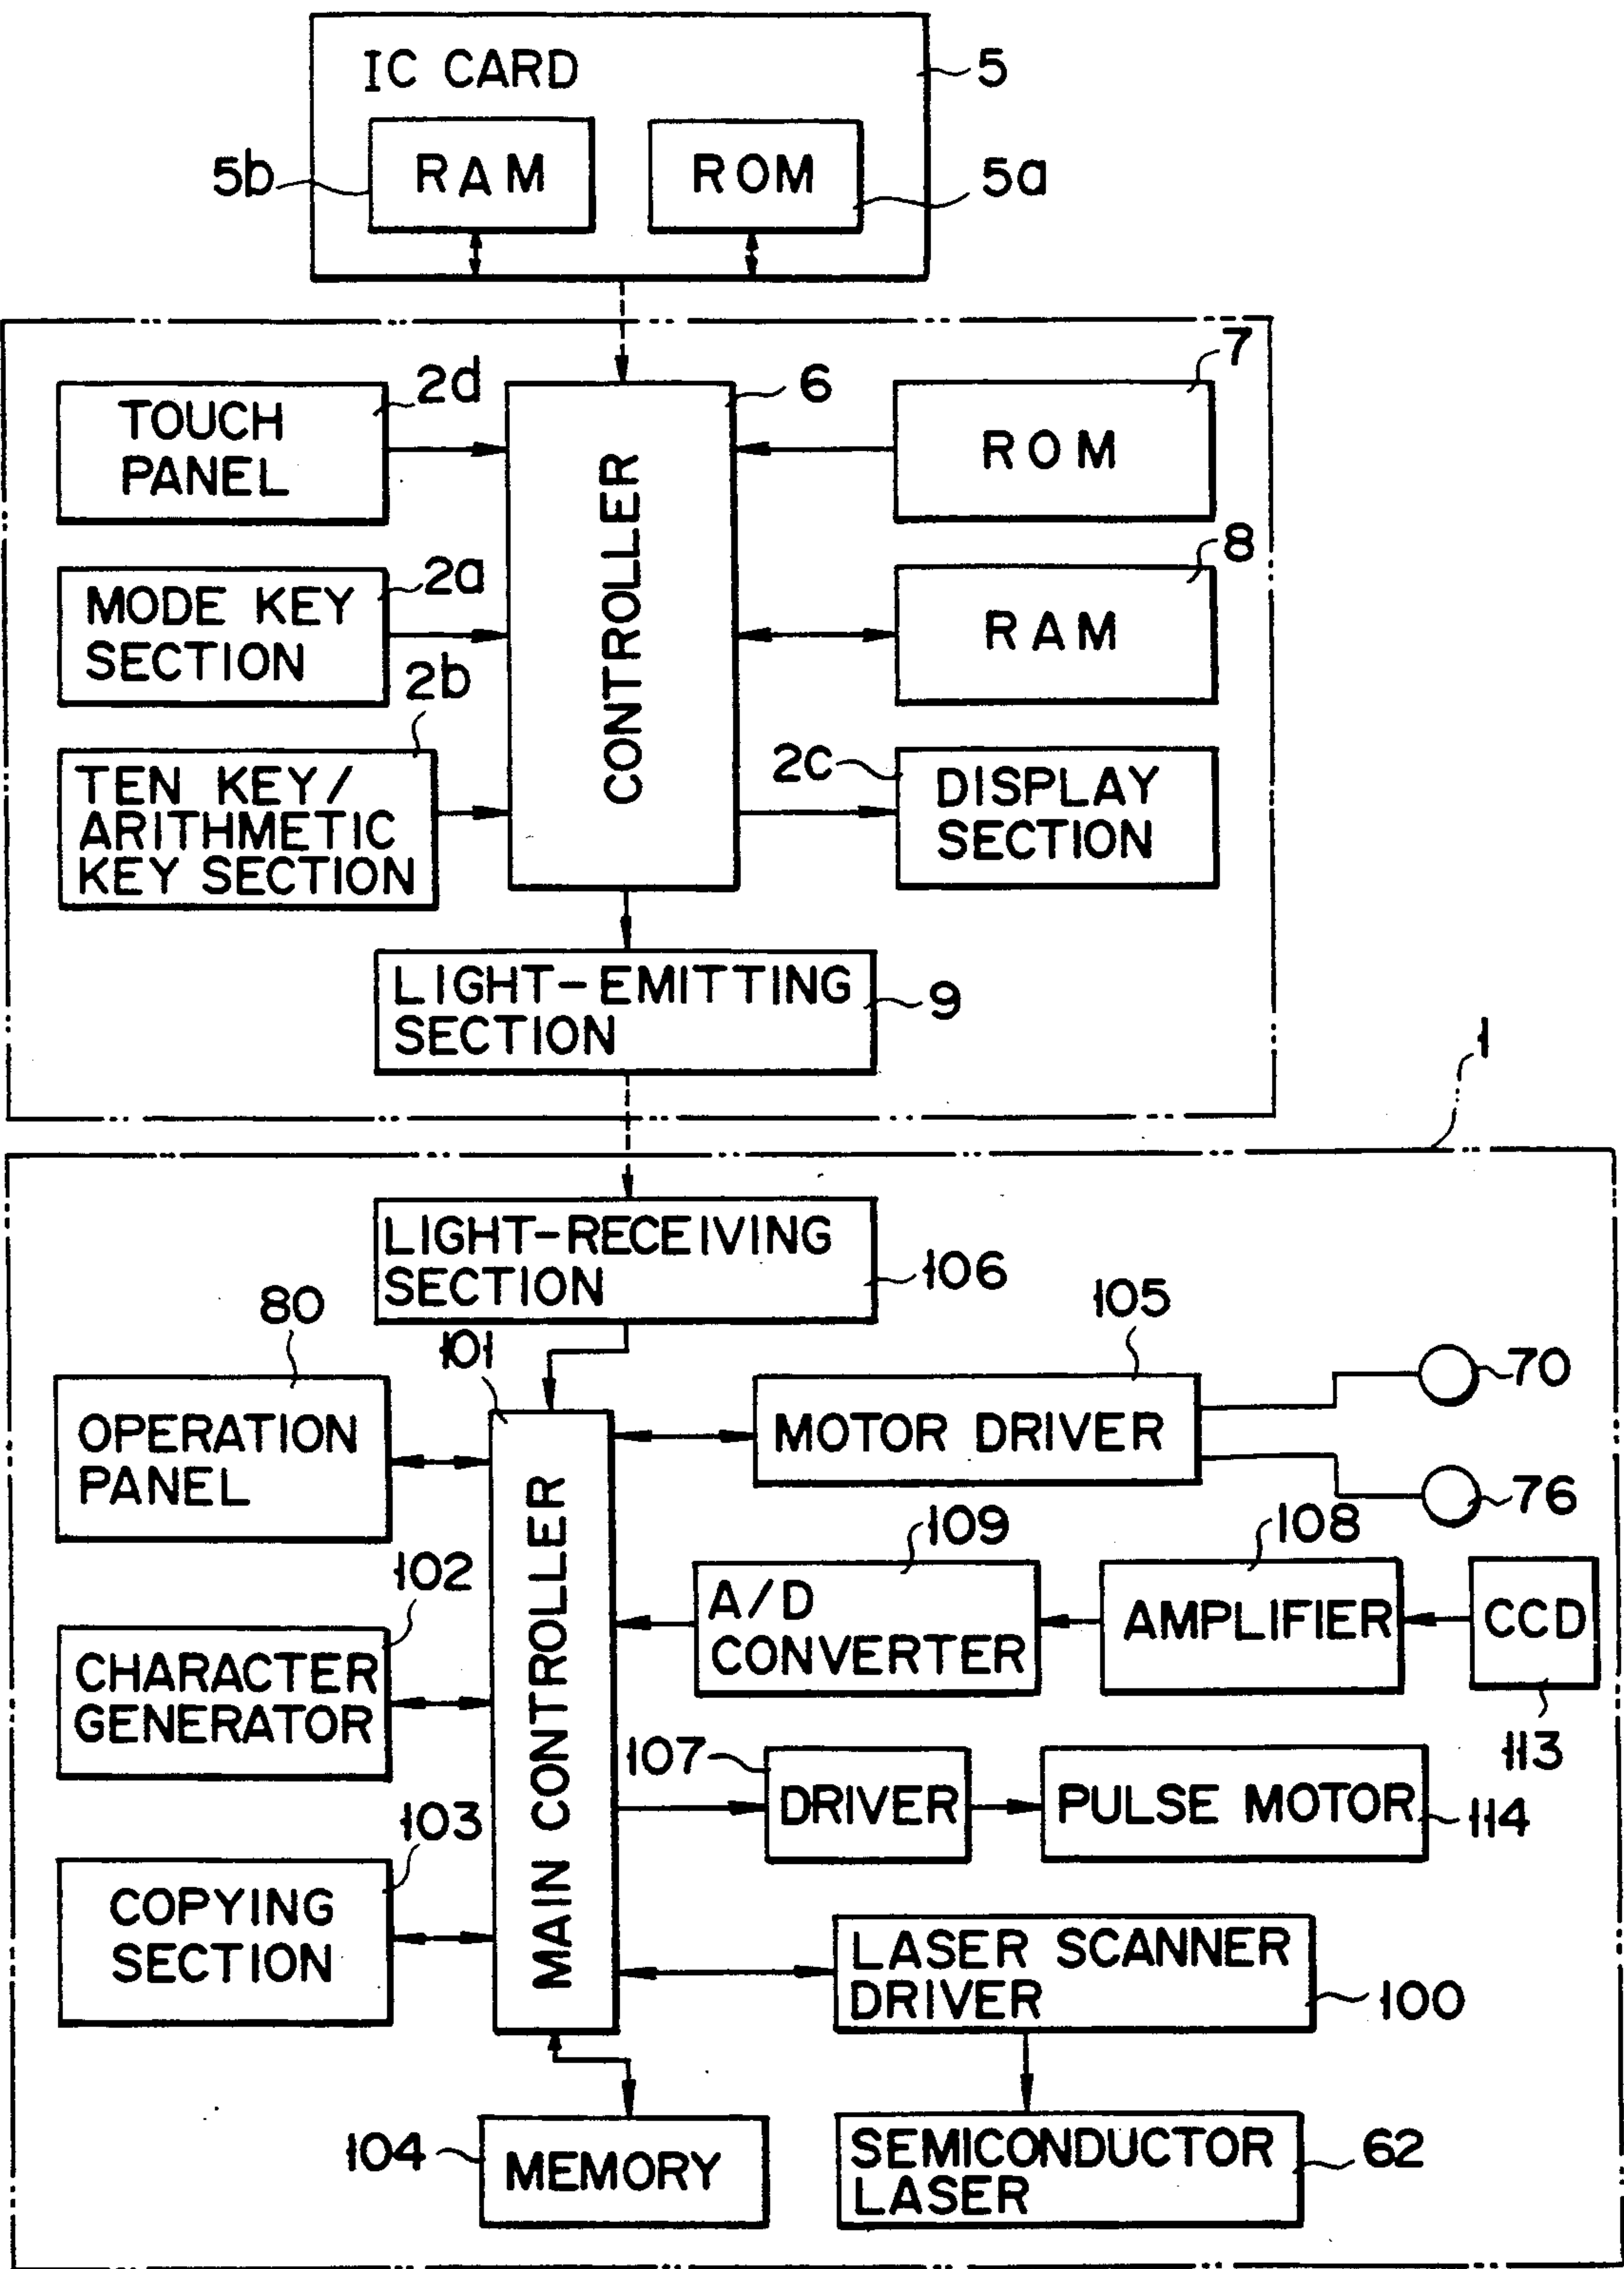 IC CARD
5
RAM
ROM
5b
5a
7
2d
6
TOUCH
PANEL
ROM
CONTROLLER
8
2a
MODE KEY
SECTION
RAM
2b
2c
TEN KEY/
ARITHMETIC
KEY SECTION
DISPLAY
SECTION
LIGHT-EMITTING
SECTION
9
1
LIGHT-RECEIVING
SECTION
106
80
101
105
70
OPERATION
PANEL
MOTOR DRIVER
76
MAIN CONTROLLER
109
108
102
A/D
CONVERTER
AMPLIFIER
CCD
CHARACTER
GENERATOR
113
107
DRIVER
PULSE MOTOR
114
103
COPYING
SECTION
LASER SCANNER
DRIVER
100
104
MEMORY
SEMICONDUCTOR
LASER
62